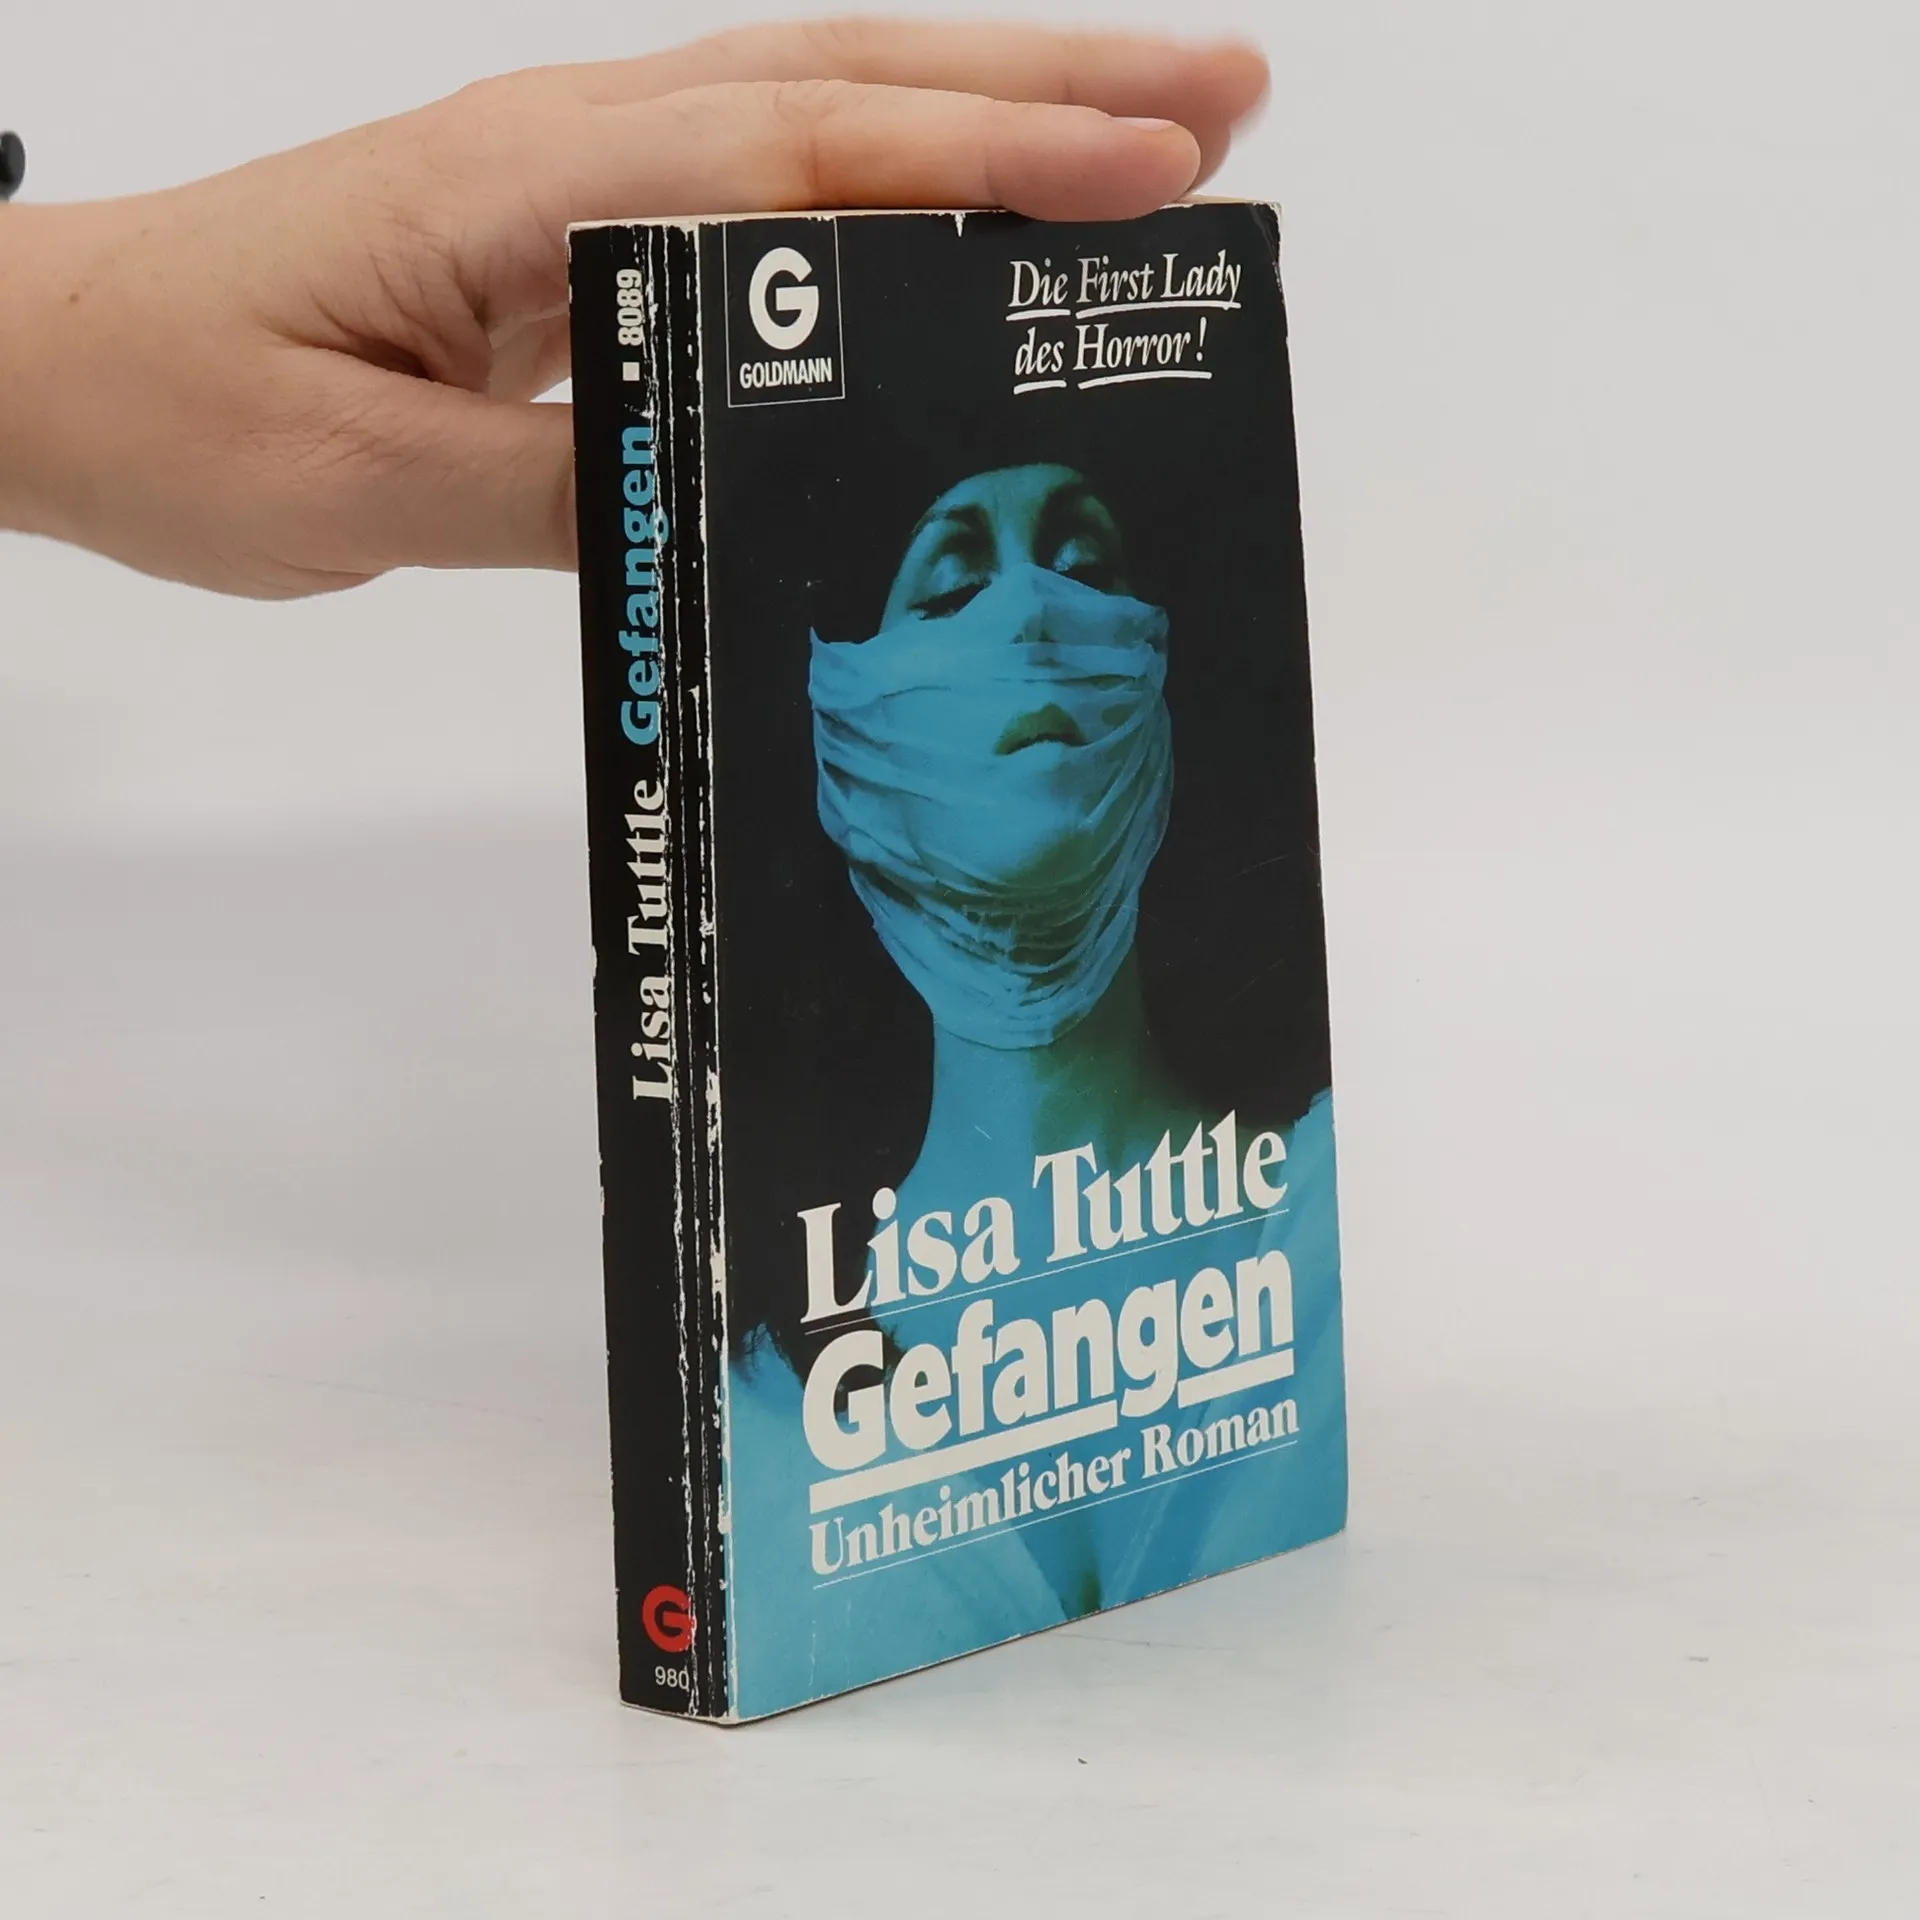 8089
Gefangen
Lisa Tuttle
G
980
G
GOLDMANN
Die First Lady
des Horror!
Lisa Tuttle
Gefangen
Unheimlicher Roman